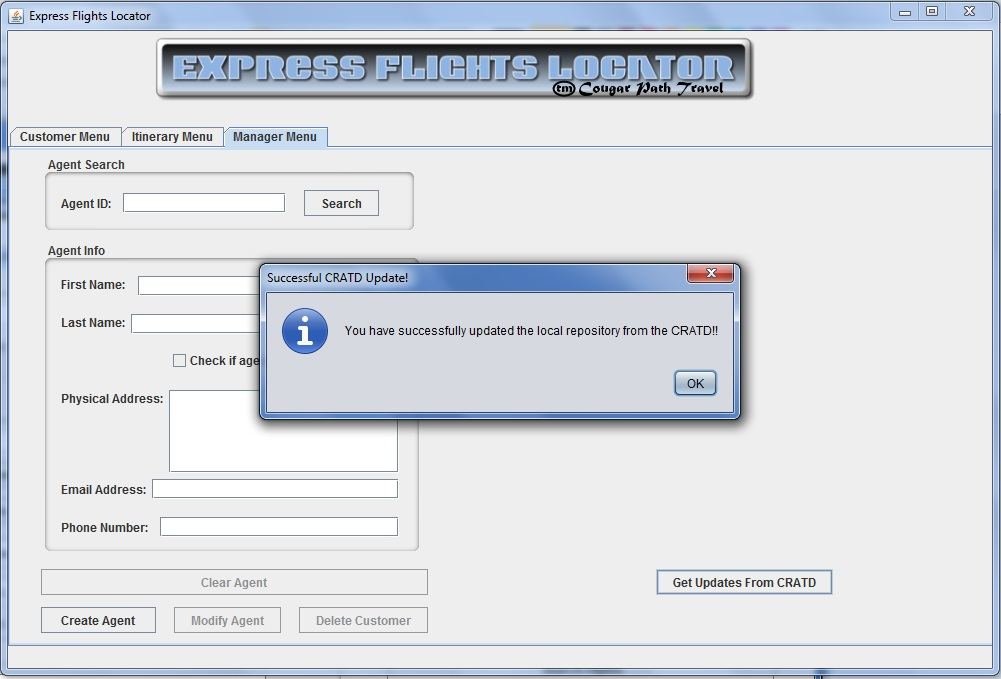 Express Flights Locator
EXPRESS FLIGHTS LOCATOR
tm Cougar Path Travel
Customer Menu Itinerary Menu Manager Menu
Agent Search
Agent ID: Search
Agent Info
First Name:
Last Name:
Check if age
Successful CRATD Update!
You have successfully updated the local repository from the CRATD!!
OK
Physical Address:
Email Address:
Phone Number:
Clear Agent
Get Updates From CRATD
Create Agent Modify Agent Delete Customer